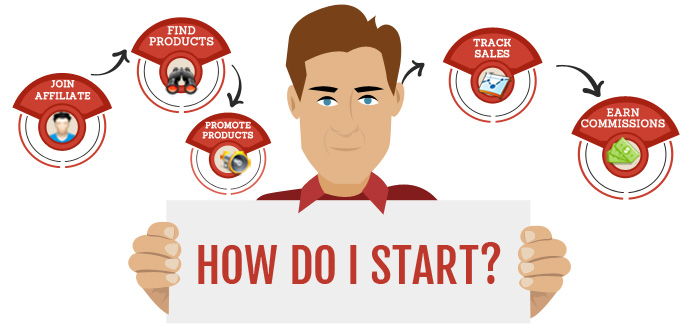 JOIN
AFFILIATE
FIND
PRODUCTS
PROMOTE
PRODUCTS
TRACK
SALES
EARN
COMMISSIONS
HOW DO I START?